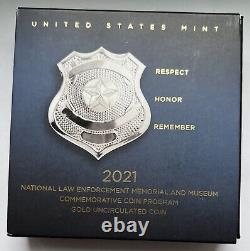 UNITED STATES MINT
RESPECT
HONOR
REMEMBER
2021
NATIONAL LAW ENFORCEMENT MEMORIAL AND MUSEUM
COMMEMORATIVE COIN PROGRAM
GOLD UNCIRCULATED COIN